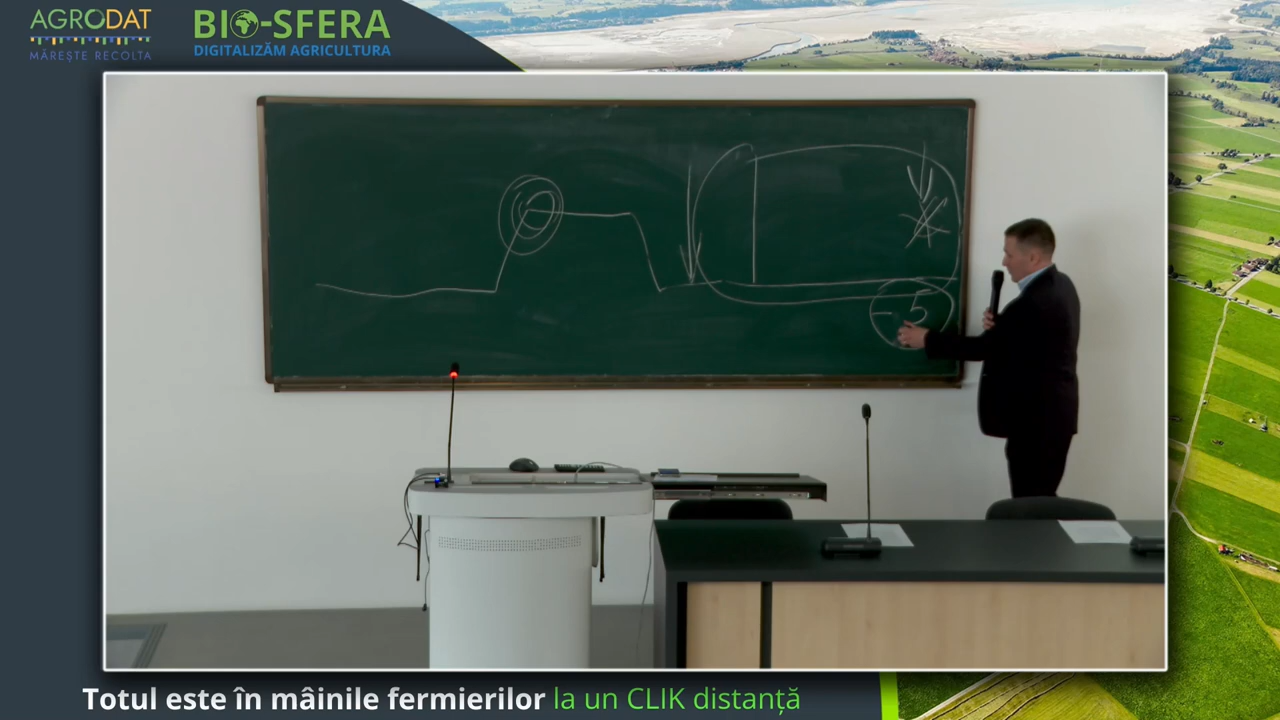 AGRODAT
MĂREȘTE RECOLTA
BIO-SFERA
DIGITALIZĂM AGRICULTURA
5
Totul este în mâinile fermierilor la un CLIK distanță